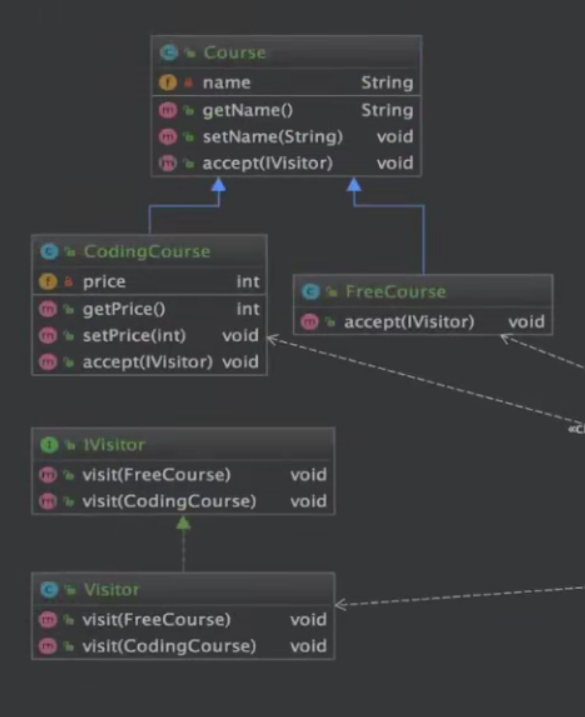 Course
name String
getName() String
setName(String) void
accept(IVisitor) void
CodingCourse
price int
getPrice() int
setPrice(int) void
accept(IVisitor) void
FreeCourse
accept(IVisitor) void
IVisitor
visit(FreeCourse) void
visit(CodingCourse) void
Visitor
visit(FreeCourse) void
visit(CodingCourse) void